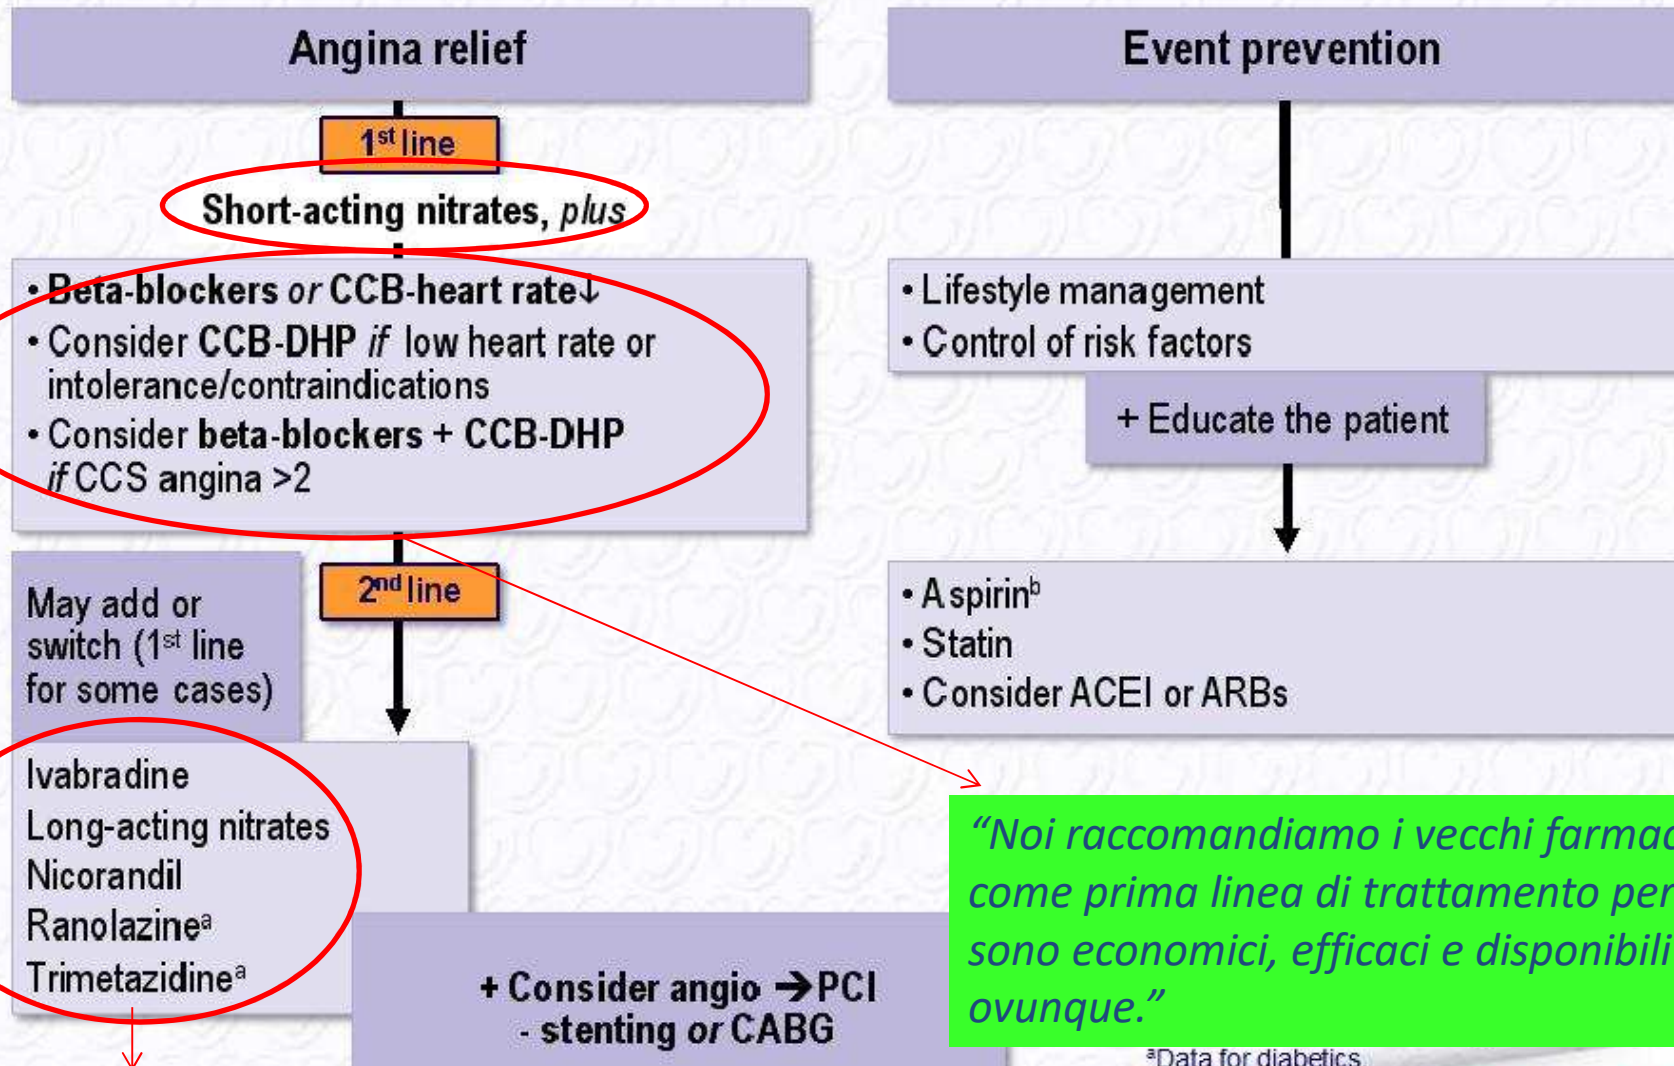 Angina relief
1st line
Short-acting nitrates, plus
• Beta-blockers or CCB-heart rate↓
• Consider CCB-DHP if low heart rate or
intolerance/contraindications
• Consider beta-blockers + CCB-DHP
if CCS angina >2
2nd line
May add or
switch (1st line
for some cases)
Ivabradine
Long-acting nitrates
Nicorandil
Ranolazineᵃ
Trimetazidineᵃ
+ Consider angio ➔ PCI
- stenting or CABG
Event prevention
• Lifestyle management
• Control of risk factors
+ Educate the patient
• Aspirinᵇ
• Statin
• Consider ACEI or ARBs
“Noi raccomandiamo i vecchi
come prima linea di trattamento
sono economici, efficaci e disponibili
ovunque.”
ᵃData for diabetics